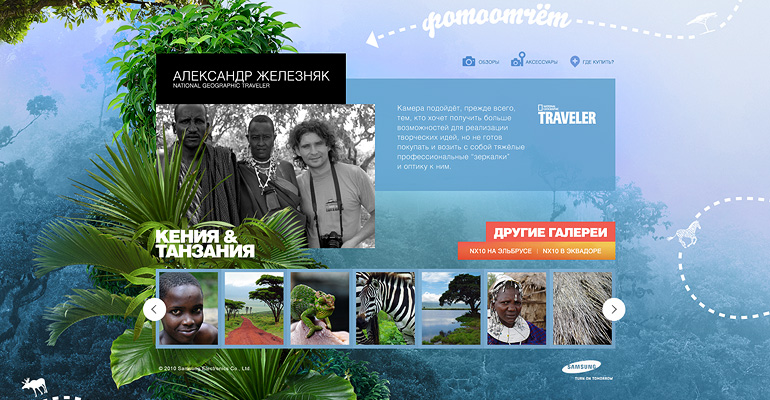 фотоотчёт
ОБЗОРЫ
АКСЕССУАРЫ
ГДЕ КУПИТЬ?
АЛЕКСАНДР ЖЕЛЕЗНЯК
NATIONAL GEOGRAPHIC TRAVELER
Камера подойдёт, прежде всего,
тем, кто хочет получить больше
возможностей для реализации
творческих идей, но не готов
покупать и возить с собой тяжёлые
профессиональные "зеркалки"
и оптику к ним.
NATIONAL GEOGRAPHIC
TRAVELER
КЕНИЯ &
ТАНЗАНИЯ
ДРУГИЕ ГАЛЕРЕИ
NX10 НА ЭЛЬБРУСЕ | NX10 В ЭКВАДОРЕ
© 2010 Samsung Electronics Co., Ltd.
SAMSUNG
TURN ON TOMORROW